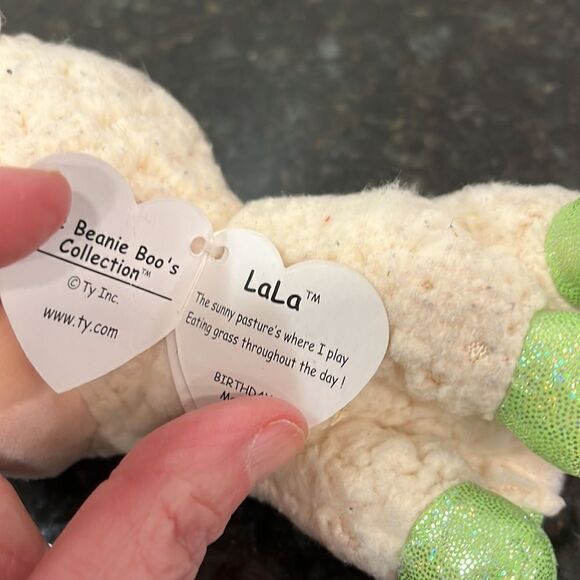 Beanie Boo's
Collection™
© Ty Inc.
www.ty.com
LaLa™
The sunny pasture's where I play
Eating grass throughout the day !
BIRTHDAY